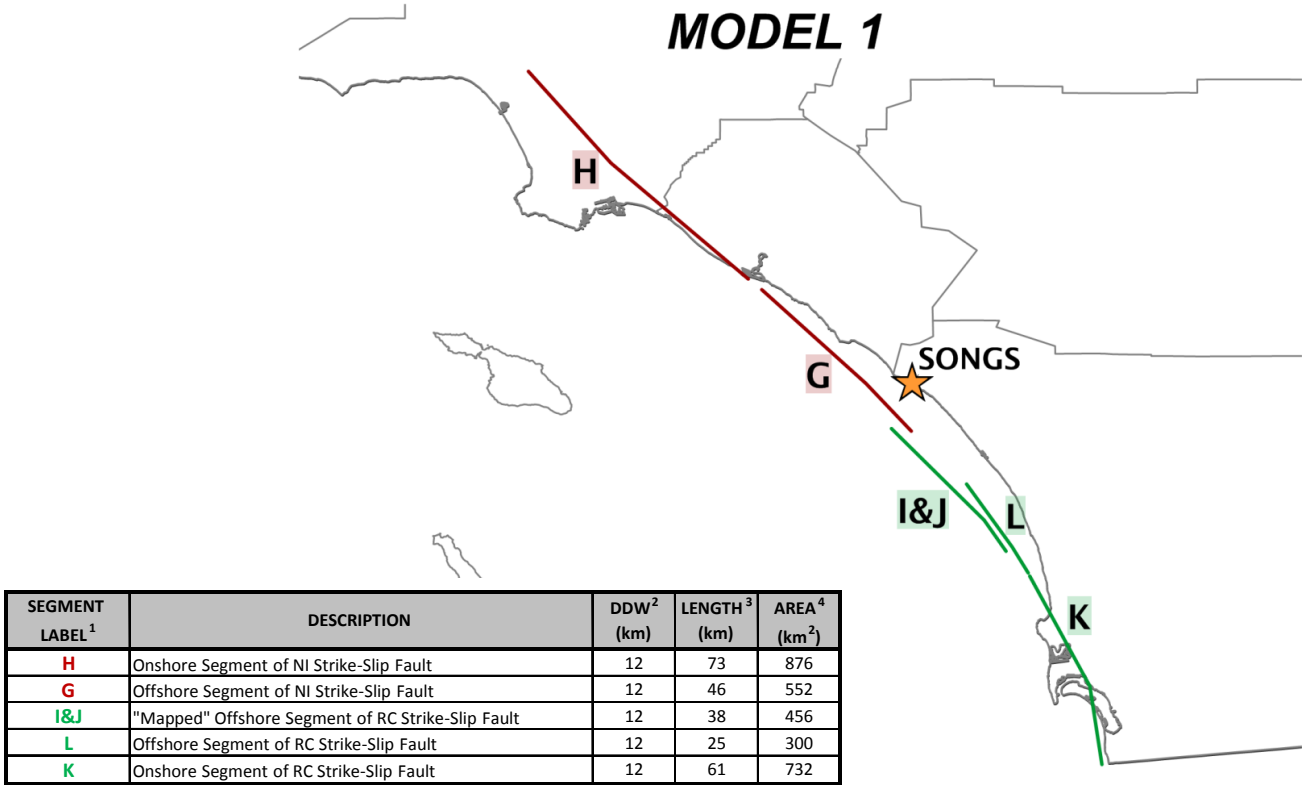 MODEL 1
H
SONGS
G
I&J
L
K
SEGMENT LABEL¹ DESCRIPTION DDW² (km) LENGTH³ (km) AREA⁴ (km²)
H Onshore Segment of NI Strike-Slip Fault 12 73 876
G Offshore Segment of NI Strike-Slip Fault 12 46 552
I&J "Mapped" Offshore Segment of RC Strike-Slip Fault 12 38 456
L Offshore Segment of RC Strike-Slip Fault 12 25 300
K Onshore Segment of RC Strike-Slip Fault 12 61 732